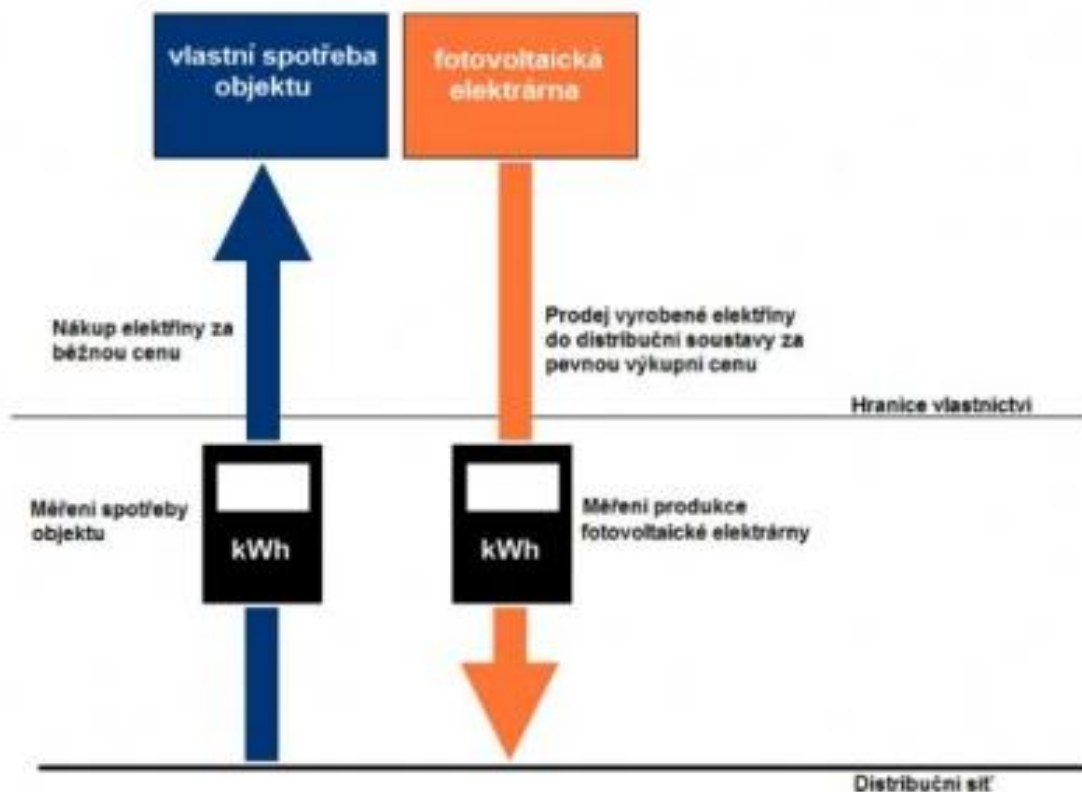 vlastní spotřeba
objektu
fotovoltaická
elektrárna
Nákup elektřiny za
běžnou cenu
Prodej vyrobené elektřiny
do distribuční soustavy za
pevnou výkupní cenu
Hranice vlastnictví
Měření spotřeby
objektu
kWh
kWh
Měření produkce
fotovoltaické elektrárny
Distribuční síť